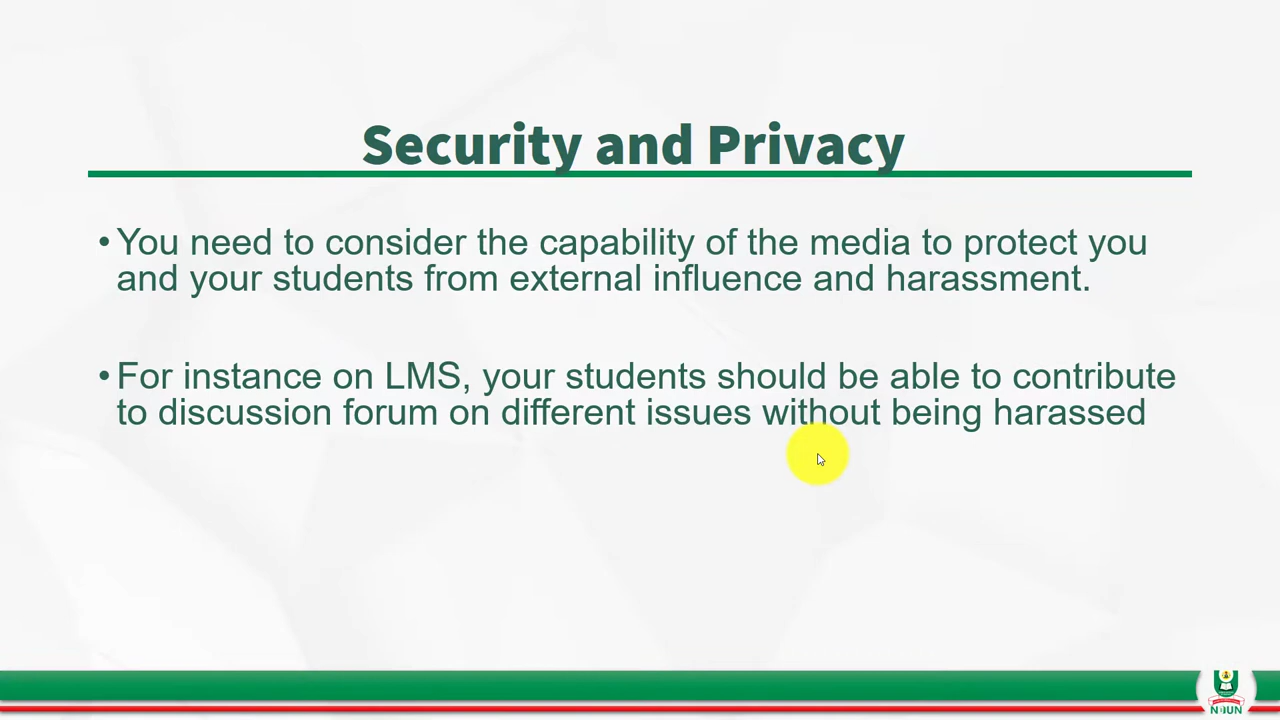 Security and Privacy
• You need to consider the capability of the media to protect you
and your students from external influence and harassment.
• For instance on LMS, your students should be able to contribute
to discussion forum on different issues without being harassed
NOUN